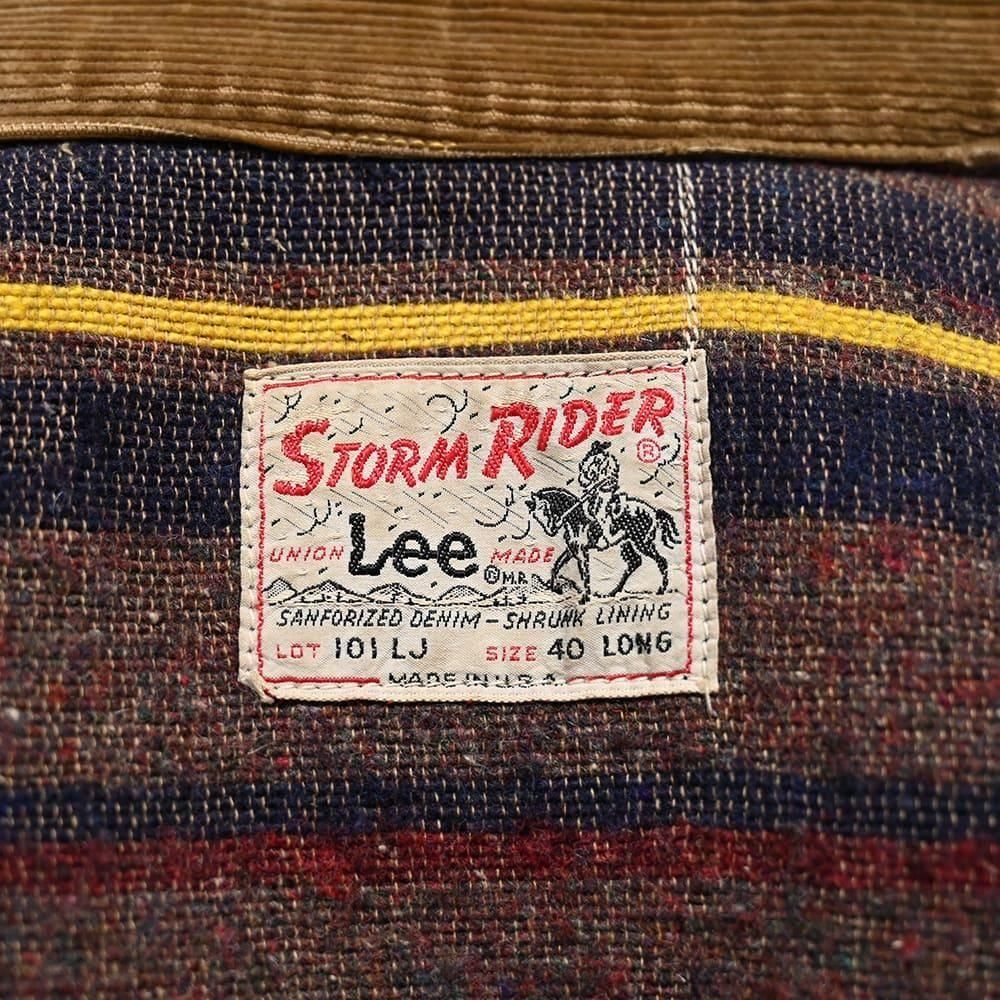 STORM RIDER ®
UNION Lee MADE
® M.R.
SANFORIZED DENIM – SHRUNK LINING
LOT 101 LJ SIZE 40 LONG
MADE IN U.S.A.